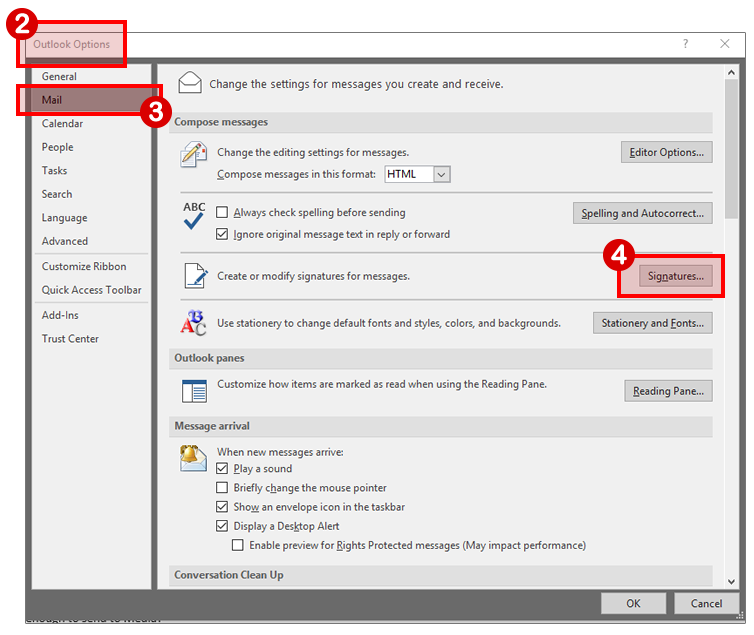 2
Outlook Options
?
General
Mail
3
Calendar
People
Tasks
Search
Language
Advanced
Customize Ribbon
Quick Access Toolbar
Add-Ins
Trust Center
Change the settings for messages you create and receive.
Compose messages
Change the editing settings for messages.
Editor Options...
Compose messages in this format:
HTML
ABC
Always check spelling before sending
Spelling and Autocorrect...
Ignore original message text in reply or forward
4
Create or modify signatures for messages.
Signatures...
Use stationery to change default fonts and styles, colors, and backgrounds.
Stationery and Fonts...
Outlook panes
Customize how items are marked as read when using the Reading Pane.
Reading Pane...
Message arrival
When new messages arrive:
Play a sound
Briefly change the mouse pointer
Show an envelope icon in the taskbar
Display a Desktop Alert
Enable preview for Rights Protected messages (May impact performance)
Conversation Clean Up
OK
Cancel
enough to send to Media?